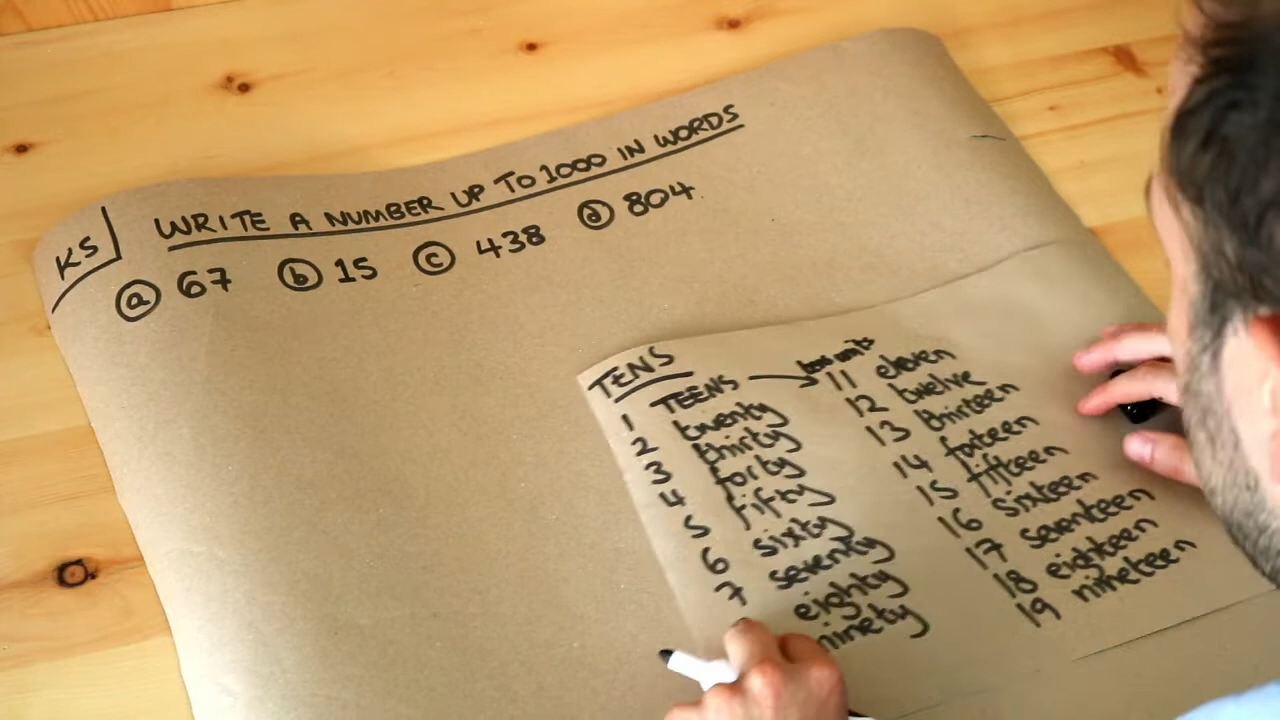 KS WRITE A NUMBER UP TO 1000 IN WORDS
a 67 b 15 c 438 d 804
TENS
1 TEENS
2 twenty
3 thirty
4 forty
5 fifty
6 sixty
7 seventy
eighty
ninety
11 eleven
12 twelve
13 thirteen
14 forteen
15 fifteen
16 sixteen
17 seventeen
18 eighteen
19 nineteen